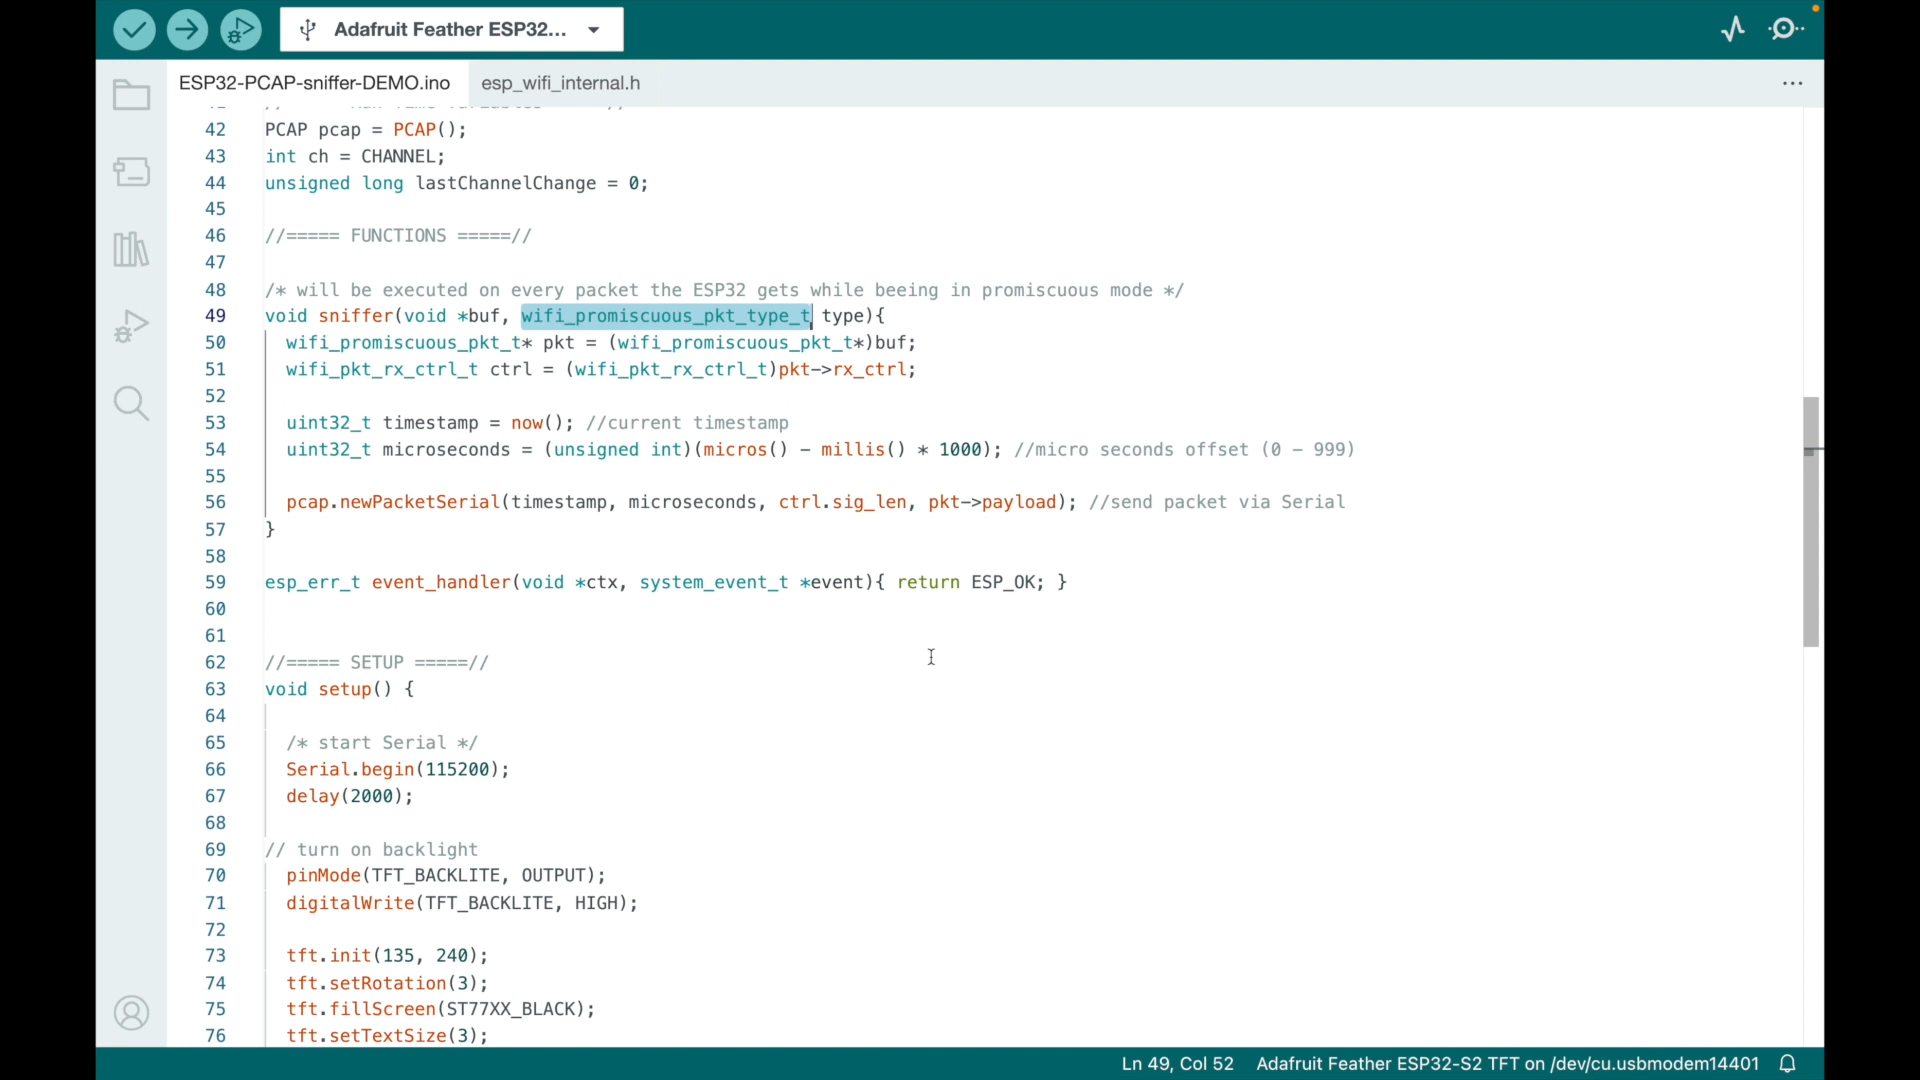 Adafruit Feather ESP32...
ESP32-PCAP-sniffer-DEMO.ino esp_wifi_internal.h
42 PCAP pcap = PCAP();
43 int ch = CHANNEL;
44 unsigned long lastChannelChange = 0;
45
46 //===== FUNCTIONS =====//
47
48 /* will be executed on every packet the ESP32 gets while beeing in promiscuous mode */
49 void sniffer(void *buf, wifi_promiscuous_pkt_type_t type){
50 wifi_promiscuous_pkt_t* pkt = (wifi_promiscuous_pkt_t*)buf;
51 wifi_pkt_rx_ctrl_t ctrl = (wifi_pkt_rx_ctrl_t)pkt->rx_ctrl;
52
53 uint32_t timestamp = now(); //current timestamp
54 uint32_t microseconds = (unsigned int)(micros() - millis() * 1000); //micro seconds offset (0 - 999)
55
56 pcap.newPacketSerial(timestamp, microseconds, ctrl.sig_len, pkt->payload); //send packet via Serial
57 }
58
59 esp_err_t event_handler(void *ctx, system_event_t *event){ return ESP_OK; }
60
61
62 //===== SETUP =====//
63 void setup() {
64
65 /* start Serial */
66 Serial.begin(115200);
67 delay(2000);
68
69 // turn on backlight
70 pinMode(TFT_BACKLITE, OUTPUT);
71 digitalWrite(TFT_BACKLITE, HIGH);
72
73 tft.init(135, 240);
74 tft.setRotation(3);
75 tft.fillScreen(ST77XX_BLACK);
76 tft.setTextSize(3);
Ln 49, Col 52 Adafruit Feather ESP32-S2 TFT on /dev/cu.usbmodem14401